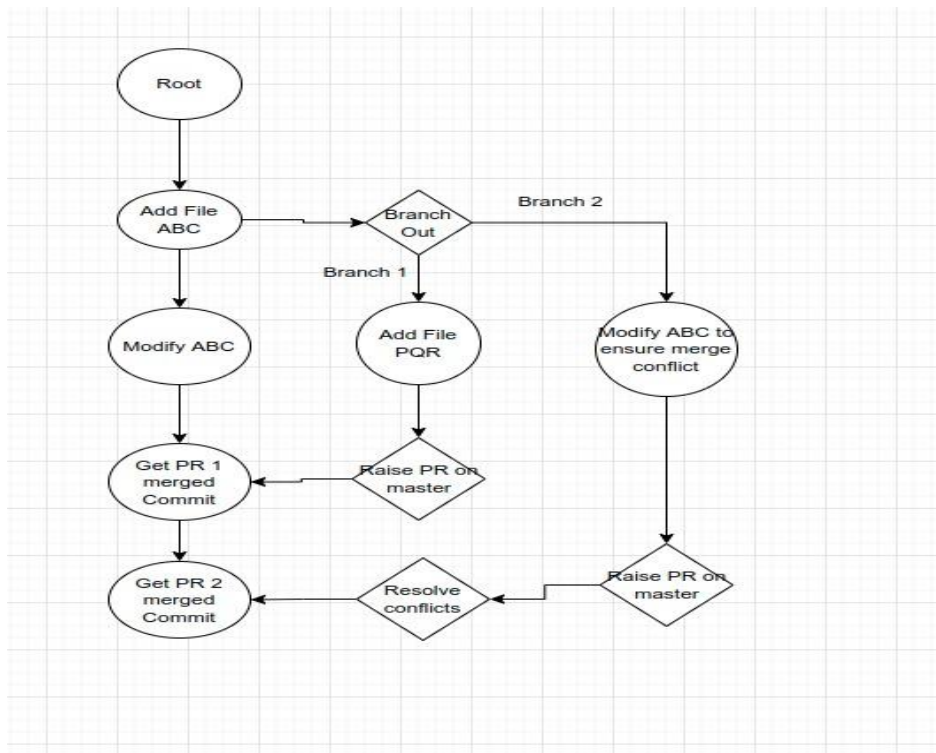 Root
Add File
ABC
Branch
Out
Branch 2
Branch 1
Modify ABC
Add File
PQR
Modify ABC to
ensure merge
conflict
Get PR 1
merged
Commit
Raise PR on
master
Get PR 2
merged
Commit
Resolve
conflicts
Raise PR on
master